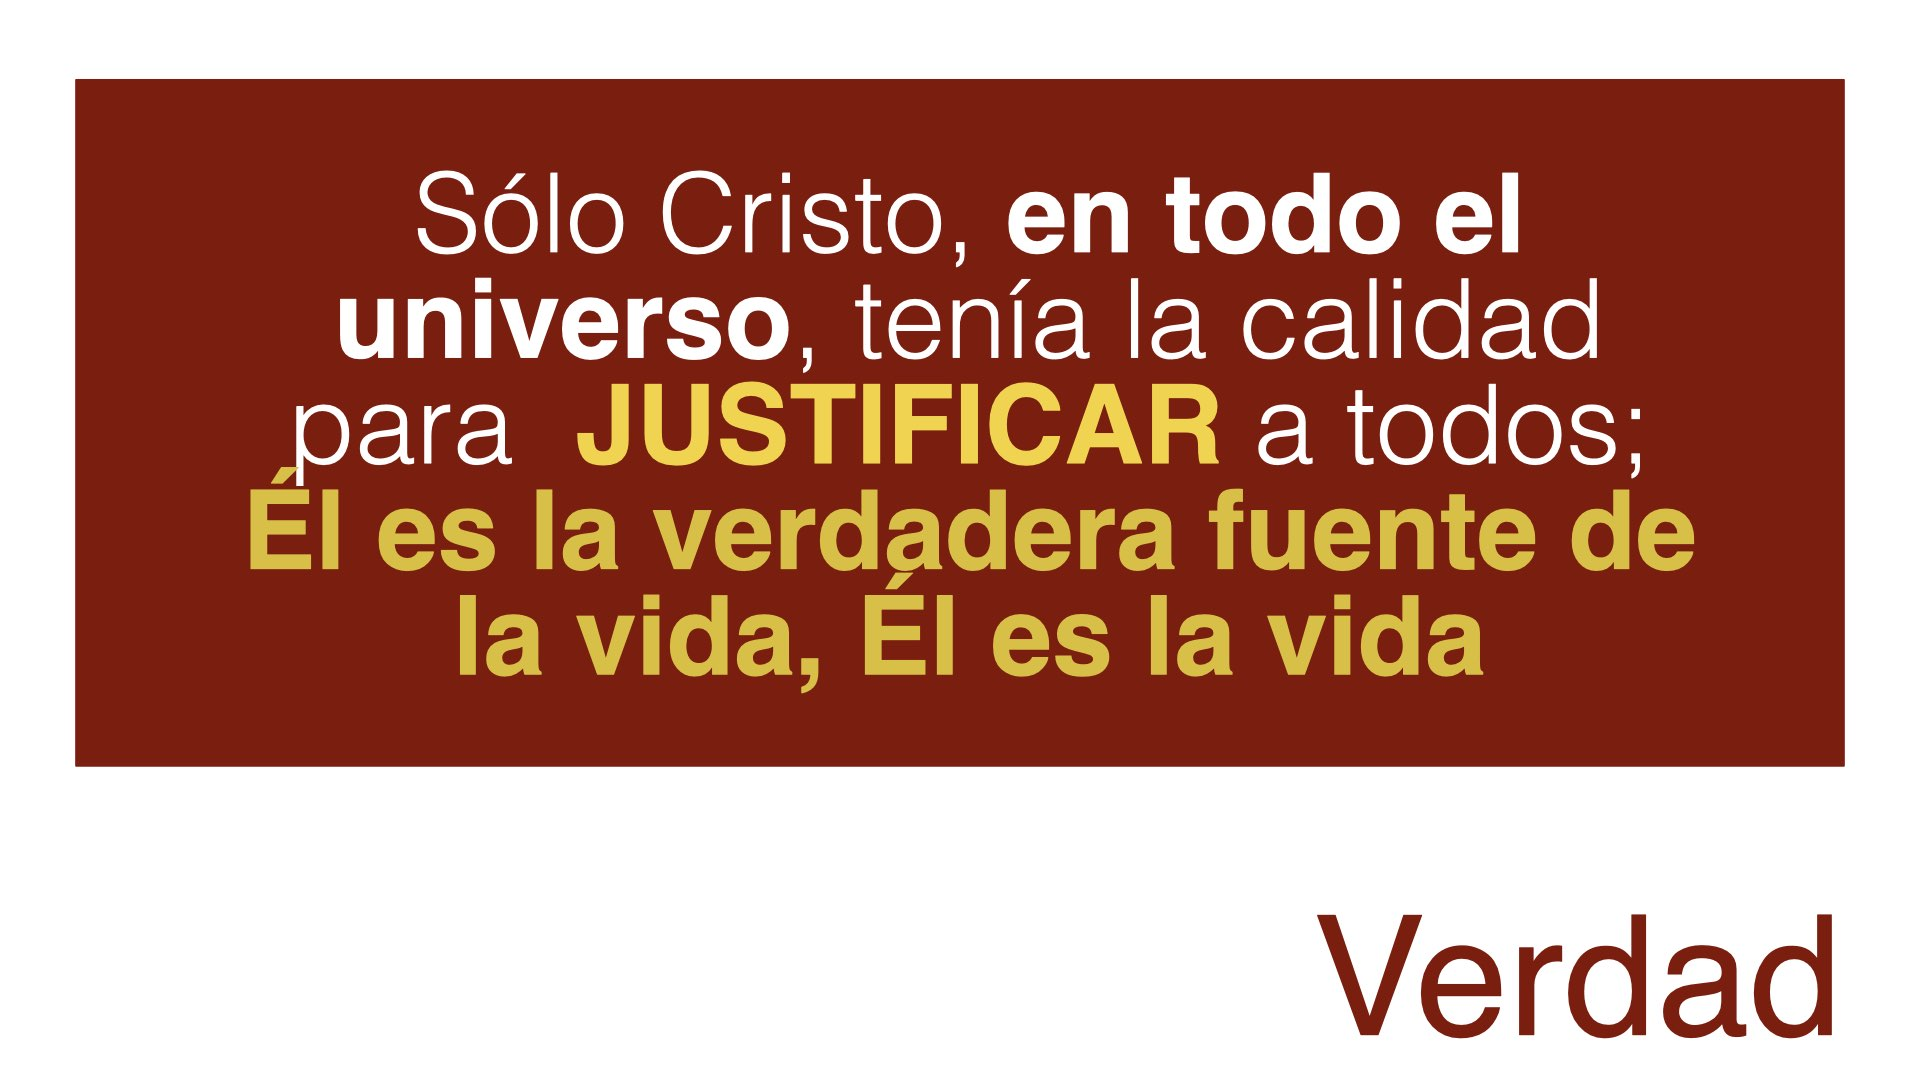 Sólo Cristo, en todo el
universo, tenía la calidad
para  JUSTIFICAR a todos;
Él es la verdadera fuente de
la vida, Él es la vida
Verdad